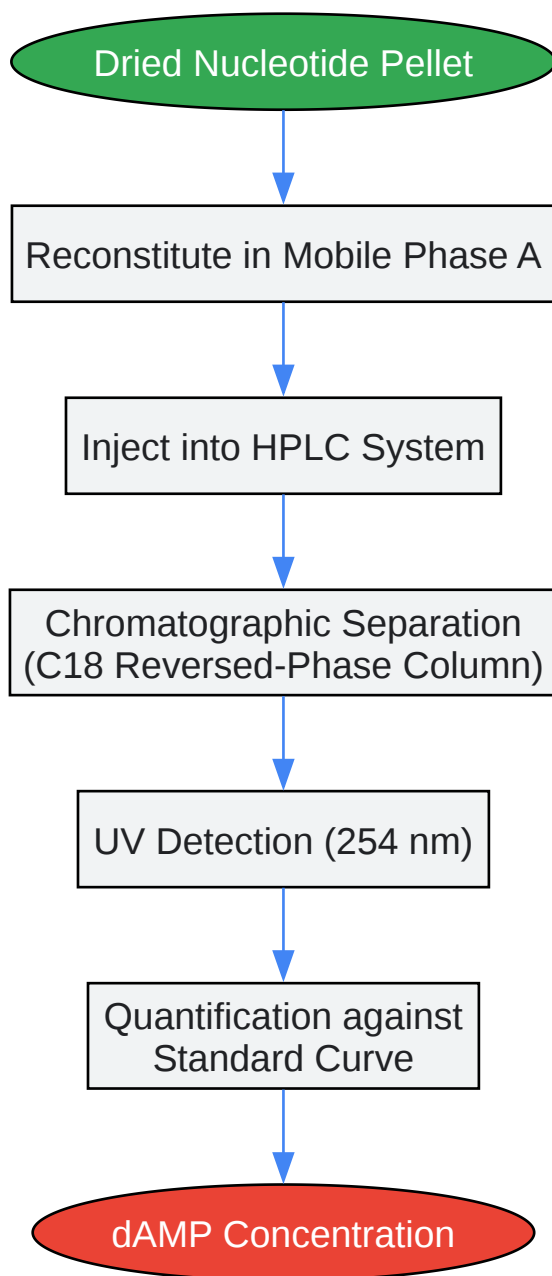 Dried Nucleotide Pellet
Reconstitute in Mobile Phase A
Inject into HPLC System
Chromatographic Separation
(C18 Reversed-Phase Column)
UV Detection (254 nm)
Quantification against
Standard Curve
dAMP Concentration